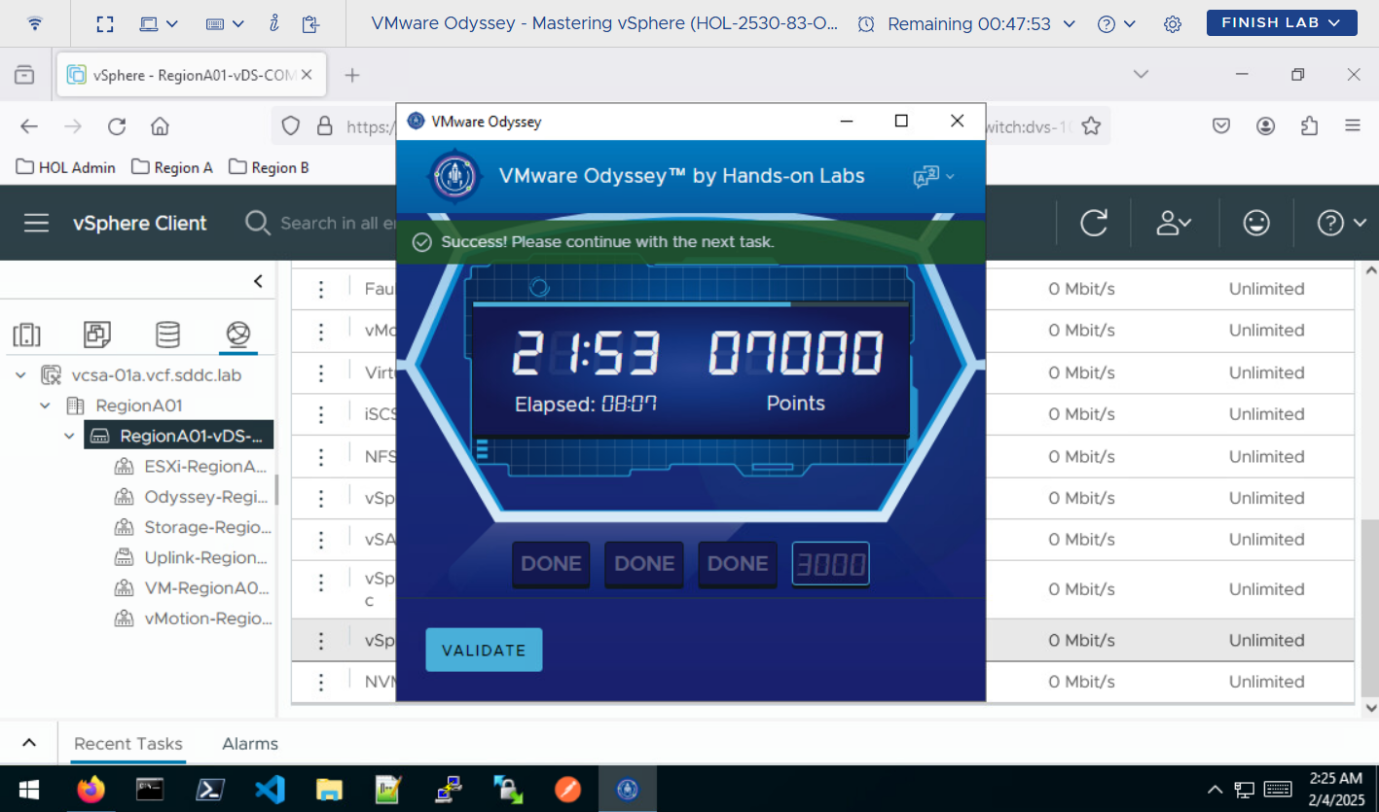 VMware Odyssey - Mastering vSphere (HOL-2530-83-O...
Remaining 00:47:53
FINISH LAB
vSphere - RegionA01-vDS-COM
https:/
witch:dvs-1
HOL Admin
Region A
Region B
vSphere Client
Search in all e
VMware Odyssey
VMware Odyssey™ by Hands-on Labs
Success! Please continue with the next task.
21:53
07000
Elapsed: 08:07
Points
DONE
DONE
DONE
3000
VALIDATE
vcsa-01a.vcf.sddc.lab
RegionA01
RegionA01-vDS-...
ESXi-RegionA...
Odyssey-Regi...
Storage-Regio...
Uplink-Region...
VM-RegionA0...
vMotion-Regio...
Fau
0 Mbit/s
Unlimited
vMo
0 Mbit/s
Unlimited
Virt
0 Mbit/s
Unlimited
iSCS
0 Mbit/s
Unlimited
NFS
0 Mbit/s
Unlimited
vSp
0 Mbit/s
Unlimited
vSA
0 Mbit/s
Unlimited
vSp
c
0 Mbit/s
Unlimited
vSp
0 Mbit/s
Unlimited
NVM
0 Mbit/s
Unlimited
Recent Tasks
Alarms
2:25 AM
2/4/2025